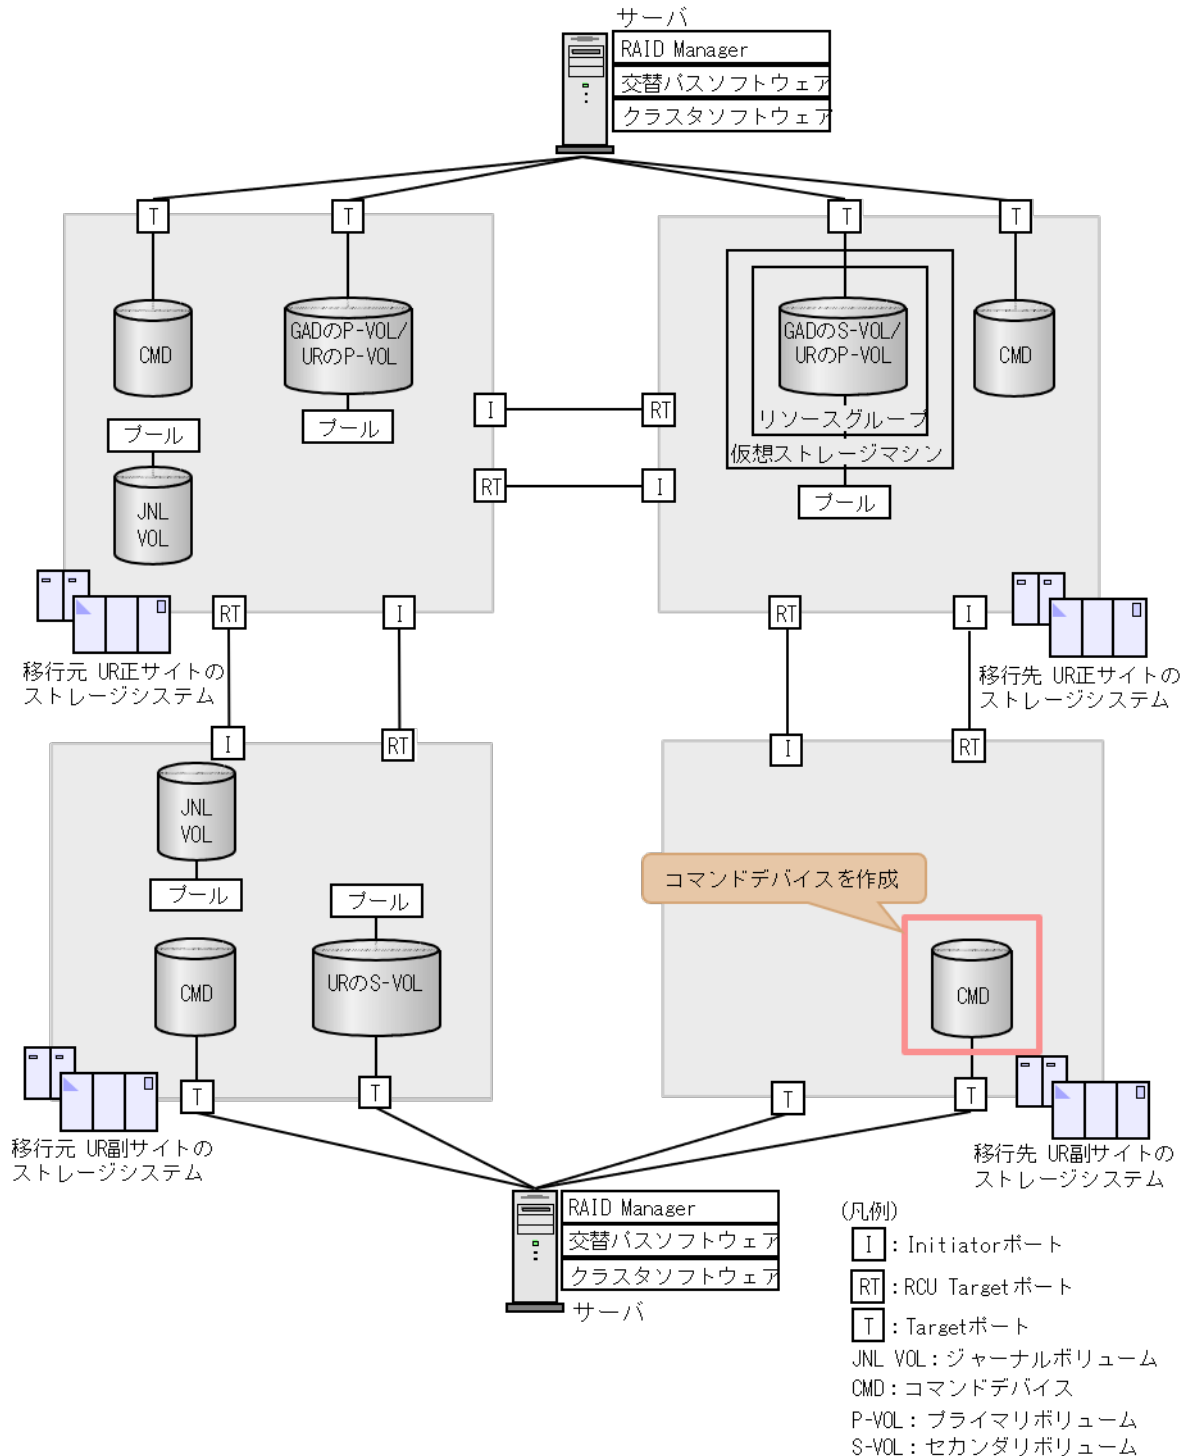 サーバ
RAID Manager
交替パスソフトウェア
クラスタソフトウェア
T
T
T
T
CMD
GADのP-VOL/
URのP-VOL
GADのS-VOL/
URのP-VOL
CMD
プール
プール
I
RT
リソースグループ
仮想ストレージマシン
RT
I
プール
JNL
VOL
RT
I
RT
I
移行元 UR正サイトの
ストレージシステム
移行先 UR正サイトの
ストレージシステム
I
RT
I
RT
JNL
VOL
プール
プール
コマンドデバイスを作成
CMD
URのS-VOL
CMD
T
T
T
T
移行元 UR副サイトの
ストレージシステム
移行先 UR副サイトの
ストレージシステム
RAID Manager
交替パスソフトウェア
クラスタソフトウェア
サーバ
(凡例)
I：Initiatorポート
RT：RCU Targetポート
T：Targetポート
JNL VOL：ジャーナルボリューム
CMD：コマンドデバイス
P-VOL：プライマリボリューム
S-VOL：セカンダリボリューム